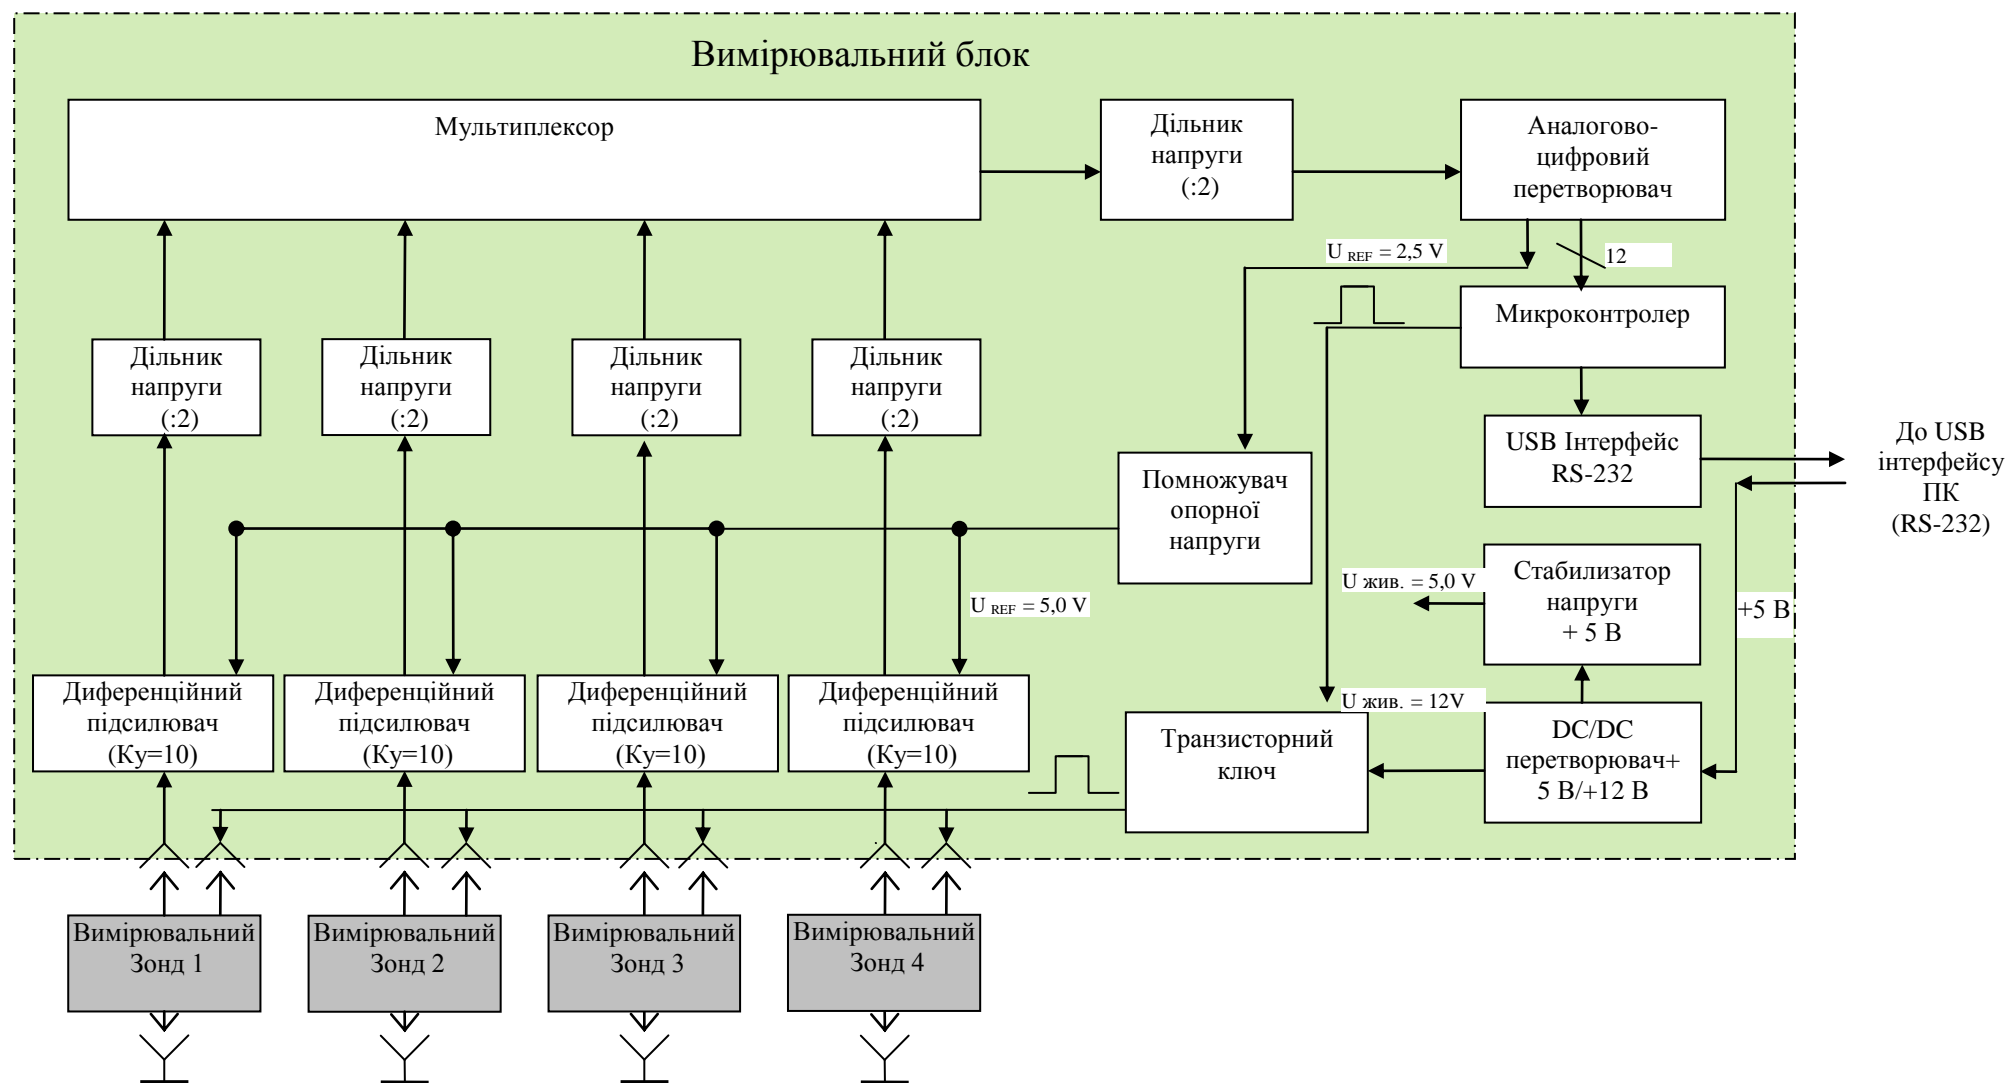 Вимірювальний блок
Мультиплексор
Дільник
напруги
(:2)
Аналогово-
цифровий
перетворювач
U REF = 2,5 V
12
Микроконтролер
Дільник
напруги
(:2)
Дільник
напруги
(:2)
Дільник
напруги
(:2)
Дільник
напруги
(:2)
USB Інтерфейс
RS-232
До USB
інтерфейсу
ПК
(RS-232)
Помножувач
опорної
напруги
U жив. = 5,0 V
Стабилизатор
напруги
+ 5 В
+5 В
U REF = 5,0 V
Диференційний
підсилювач
(Ку=10)
Диференційний
підсилювач
(Ку=10)
Диференційний
підсилювач
(Ку=10)
Диференційний
підсилювач
(Ку=10)
U жив. = 12V
Транзисторний
ключ
DC/DC
перетворювач+
5 В/+12 В
Вимірювальний
Зонд 1
Вимірювальний
Зонд 2
Вимірювальний
Зонд 3
Вимірювальний
Зонд 4